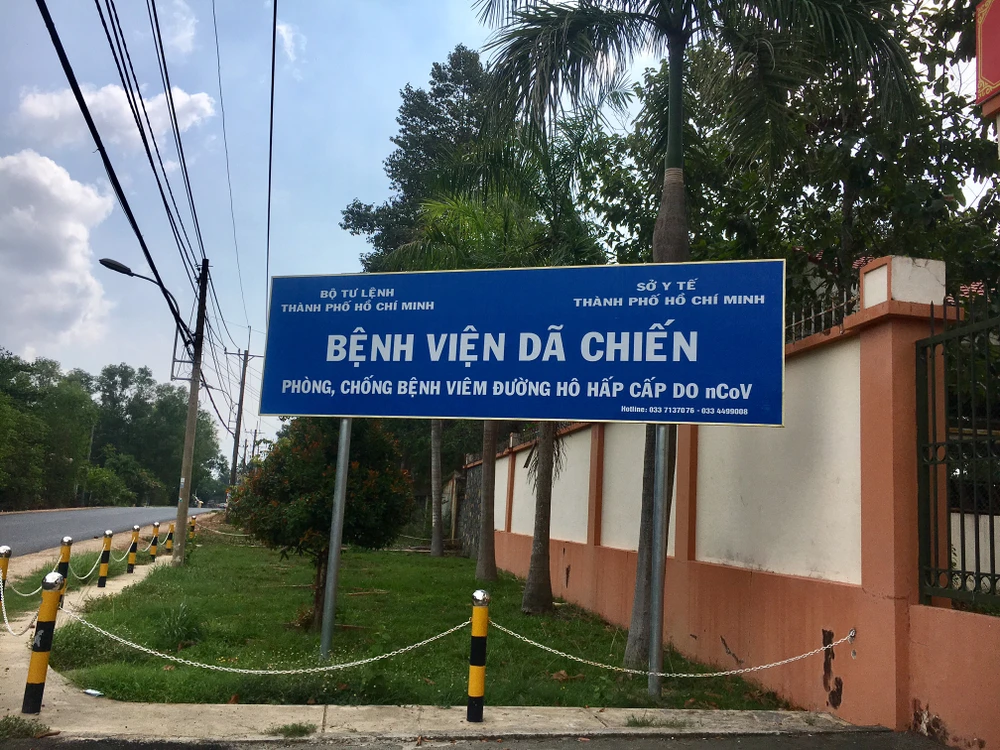 BỘ TƯ LỆNH
THÀNH PHỐ HỒ CHÍ MINH
SỞ Y TẾ
THÀNH PHỐ HỒ CHÍ MINH
BỆNH VIỆN DÃ CHIẾN
PHÒNG, CHỐNG BỆNH VIÊM ĐƯỜNG HÔ HẤP CẤP DO nCoV
Hotline: 033 7137076 - 033 4499008